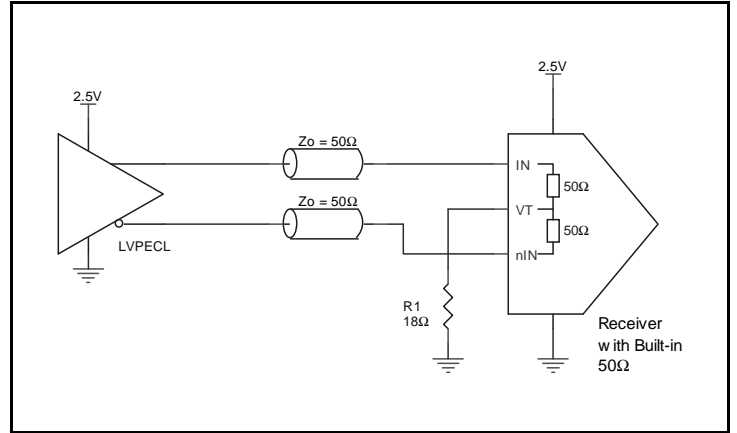 2.5V
2.5V
Zo = 50Ω
IN
50Ω
Zo = 50Ω
VT
50Ω
nIN
LVPECL
R1
18Ω
Receiver
with Built-in
50Ω